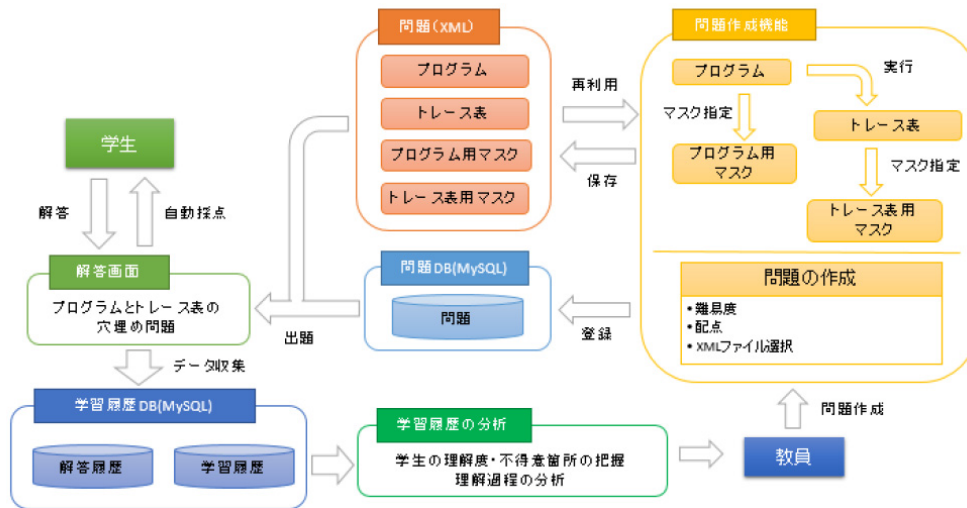 問題(XML)
プログラム
トレース表
プログラム用マスク
トレース表用マスク
再利用
保存
問題作成機能
プログラム
実行
マスク指定
トレース表
プログラム用
マスク
マスク指定
トレース表用
マスク
問題の作成
•難易度
•配点
•XMLファイル選択
学生
解答
自動採点
解答画面
プログラムとトレース表の
穴埋め問題
出題
問題DB(MySQL)
問題
登録
データ収集
学習履歴DB(MySQL)
解答履歴
学習履歴
学習履歴の分析
学生の理解度・不得意箇所の把握
理解過程の分析
教員
問題作成